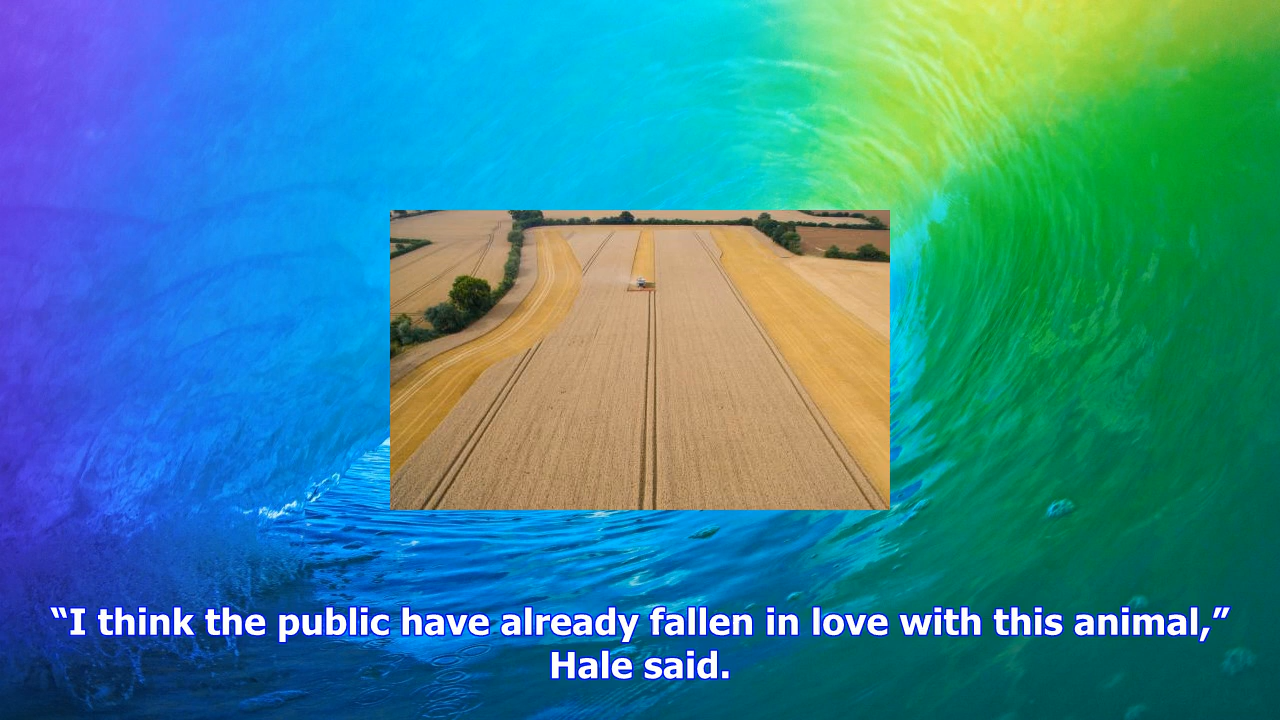 “I think the public have already fallen in love with this animal,”
Hale said.